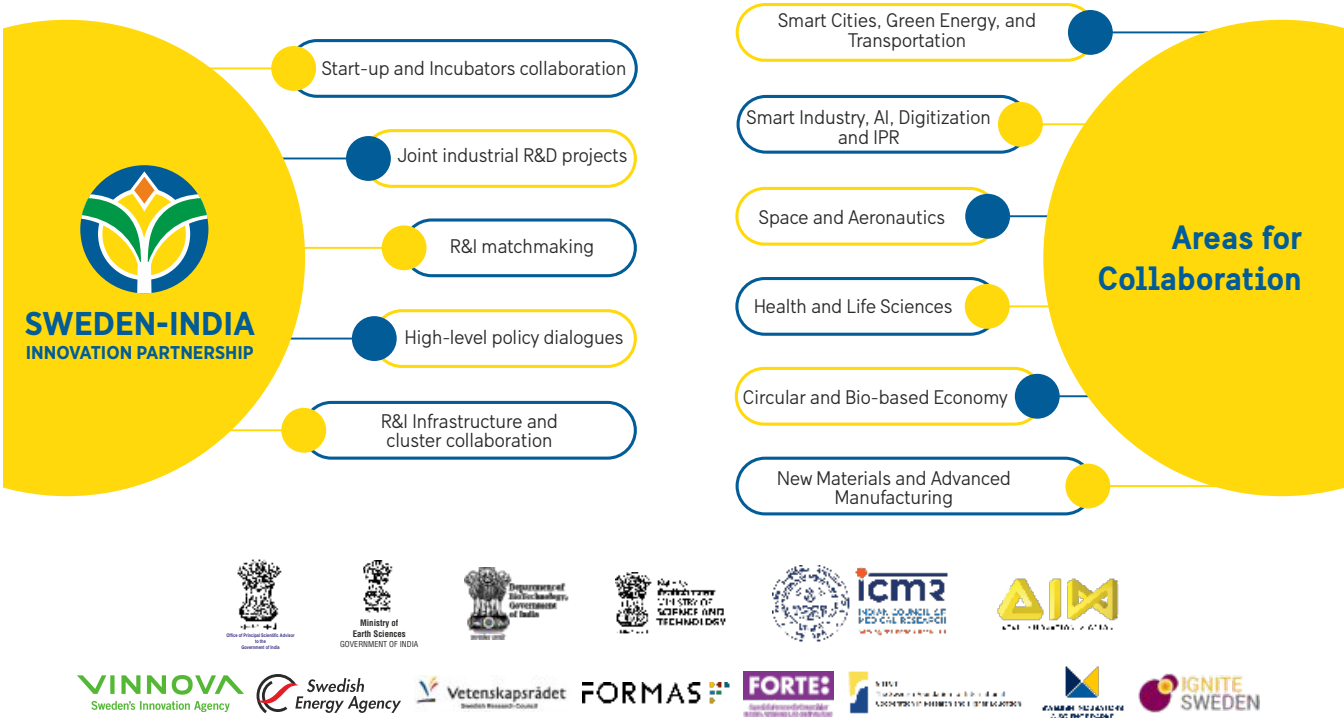 SWEDEN-INDIA
INNOVATION PARTNERSHIP
Start-up and Incubators collaboration
Joint industrial R&D projects
R&I matchmaking
High-level policy dialogues
R&I Infrastructure and
cluster collaboration
Smart Cities, Green Energy, and
Transportation
Smart Industry, AI, Digitization
and IPR
Space and Aeronautics
Health and Life Sciences
Circular and Bio-based Economy
New Materials and Advanced
Manufacturing
Areas for
Collaboration
Office of Principal Scientific Advisor
to the
Government of India
Ministry of
Earth Sciences
GOVERNMENT OF INDIA
Department of
BioTechnology,
Government
of India
MINISTRY OF
SCIENCE AND
TECHNOLOGY
icmr
INDIAN COUNCIL OF
MEDICAL RESEARCH
AIM
VINNOVA
Sweden's Innovation Agency
Swedish
Energy Agency
Vetenskapsrådet
Swedish Research Council
FORMAS
FORTE:
IGNITE
SWEDEN